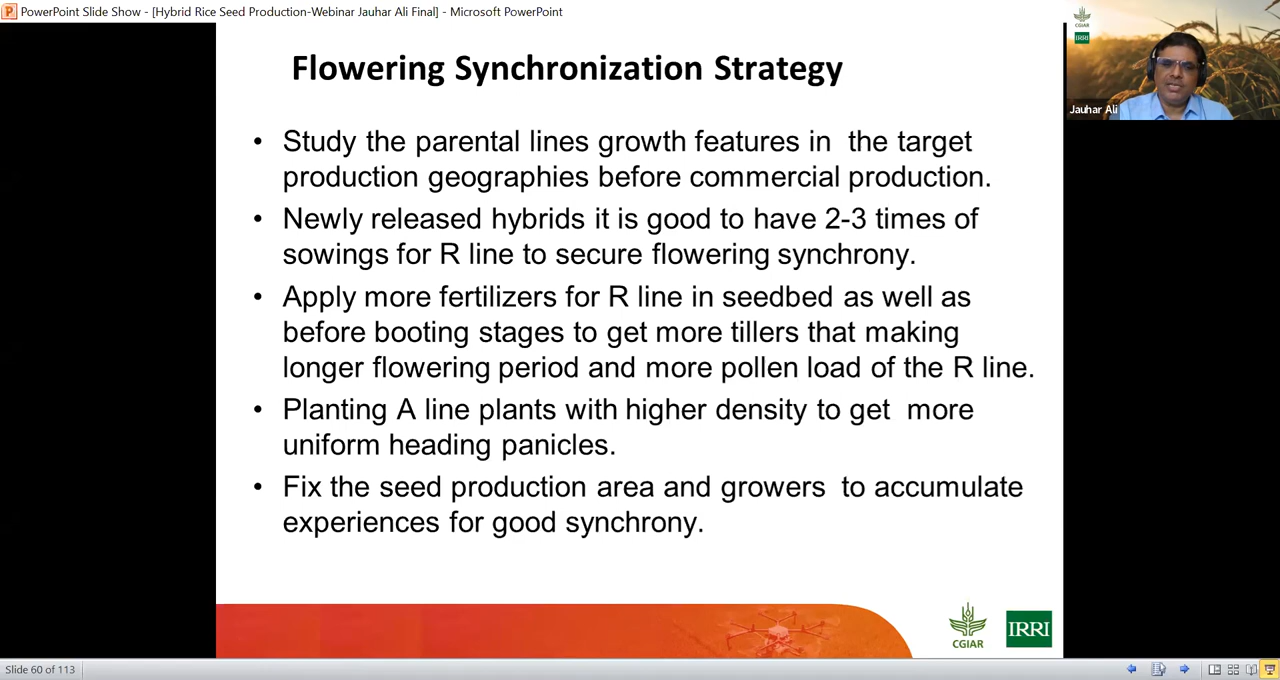 PowerPoint Slide Show - [Hybrid Rice Seed Production-Webinar Jauhar Ali Final] - Microsoft PowerPoint
CGIAR
IRRI
Jauhar Ali
Flowering Synchronization Strategy
• Study the parental lines growth features in the target
production geographies before commercial production.
• Newly released hybrids it is good to have 2-3 times of
sowings for R line to secure flowering synchrony.
• Apply more fertilizers for R line in seedbed as well as
before booting stages to get more tillers that making
longer flowering period and more pollen load of the R line.
• Planting A line plants with higher density to get more
uniform heading panicles.
• Fix the seed production area and growers to accumulate
experiences for good synchrony.
CGIAR
IRRI
Slide 60 of 113